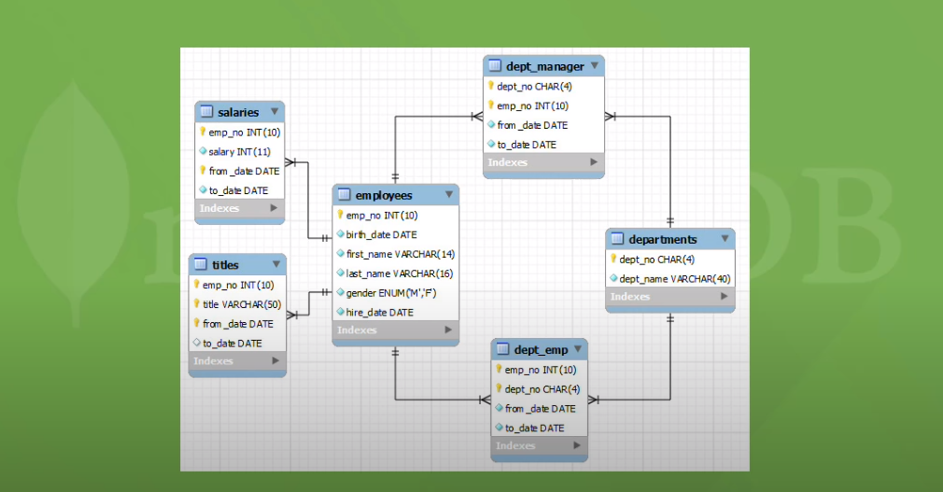 dept_manager
dept_no CHAR(4)
emp_no INT(10)
from_date DATE
to_date DATE
Indexes
salaries
emp_no INT(10)
salary INT(11)
from_date DATE
to_date DATE
Indexes
employees
emp_no INT(10)
birth_date DATE
first_name VARCHAR(14)
last_name VARCHAR(16)
gender ENUM('M','F')
hire_date DATE
Indexes
departments
dept_no CHAR(4)
dept_name VARCHAR(40)
Indexes
titles
emp_no INT(10)
title VARCHAR(50)
from_date DATE
to_date DATE
Indexes
dept_emp
emp_no INT(10)
dept_no CHAR(4)
from_date DATE
to_date DATE
Indexes
DB